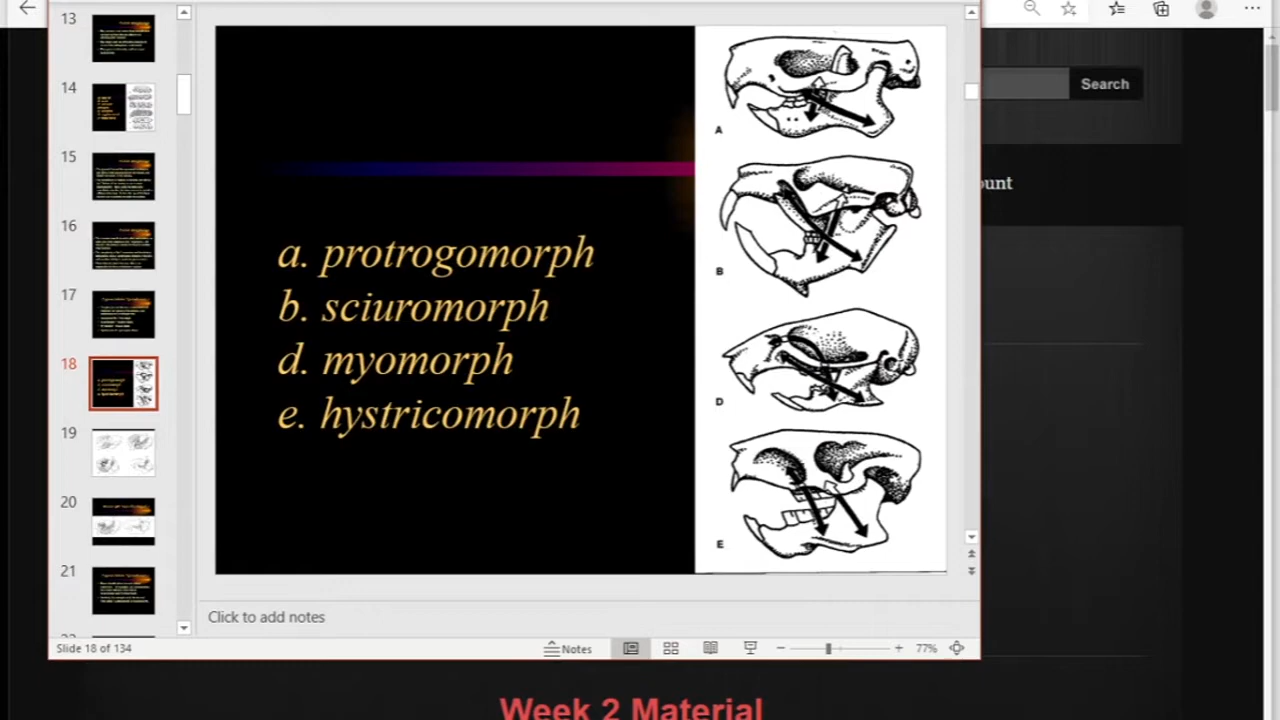 13
14
15
16
17
18
19
20
21
a. protrogomorph
b. sciuromorph
d. myomorph
e. hystricomorph
A
B
D
E
Click to add notes
Slide 18 of 134
Notes
77%
Search
ount
Week 2 Material